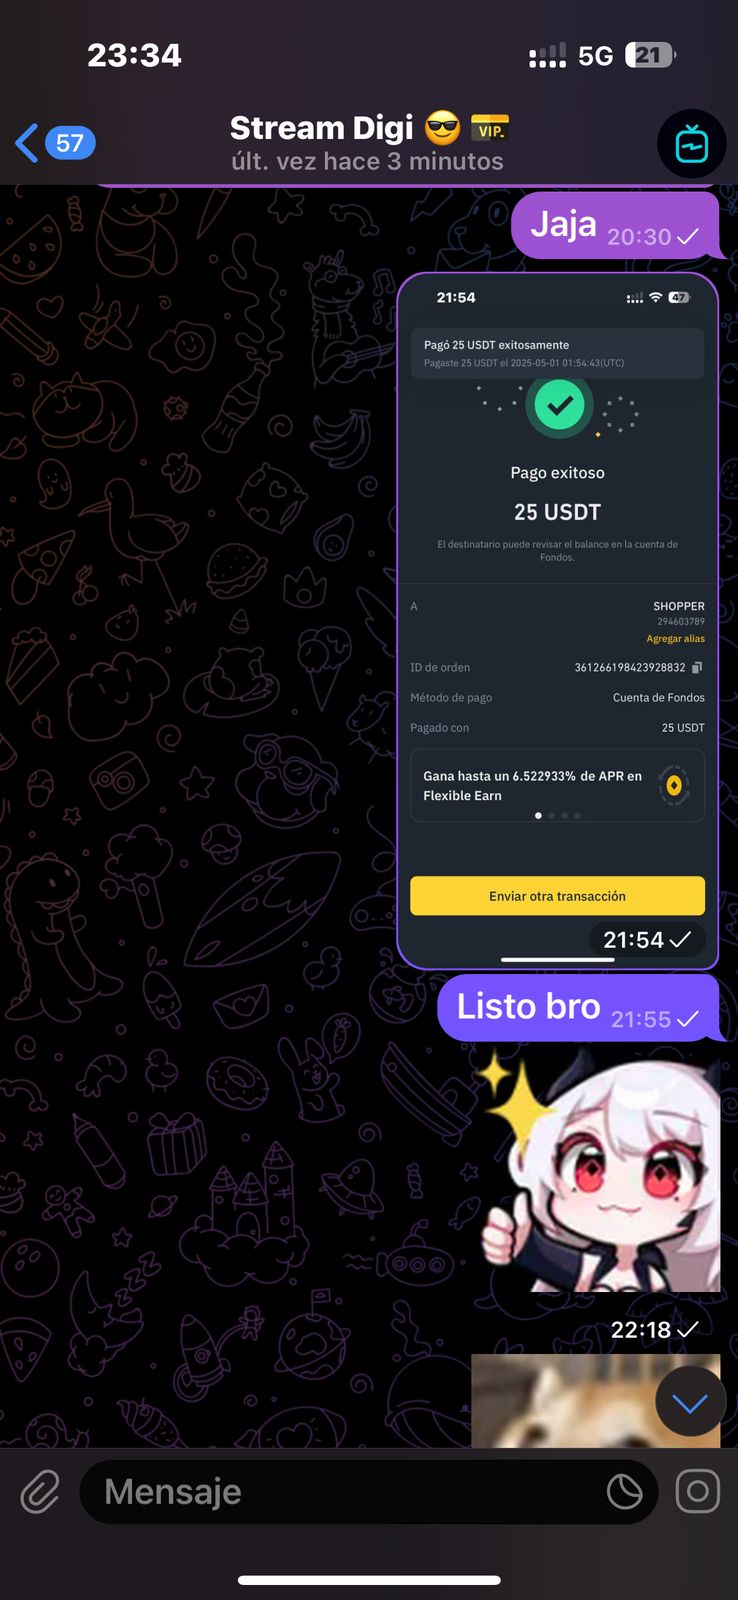 23:34
5G
21
57
Stream Digi 😎 VIP
últ. vez hace 3 minutos
Jaja 20:30
21:54
47
Pagó 25 USDT exitosamente
Pagaste 25 USDT el 2025-05-01 01:54:43(UTC)
Pago exitoso
25 USDT
El destinatario puede revisar el balance en la cuenta de
Fondos.
A SHOPPER
294603789
Agregar alias
ID de orden 361266198423928832
Método de pago Cuenta de Fondos
Pagado con 25 USDT
Gana hasta un 6.522933% de APR en
Flexible Earn
Enviar otra transacción
21:54
Listo bro 21:55
22:18
Mensaje